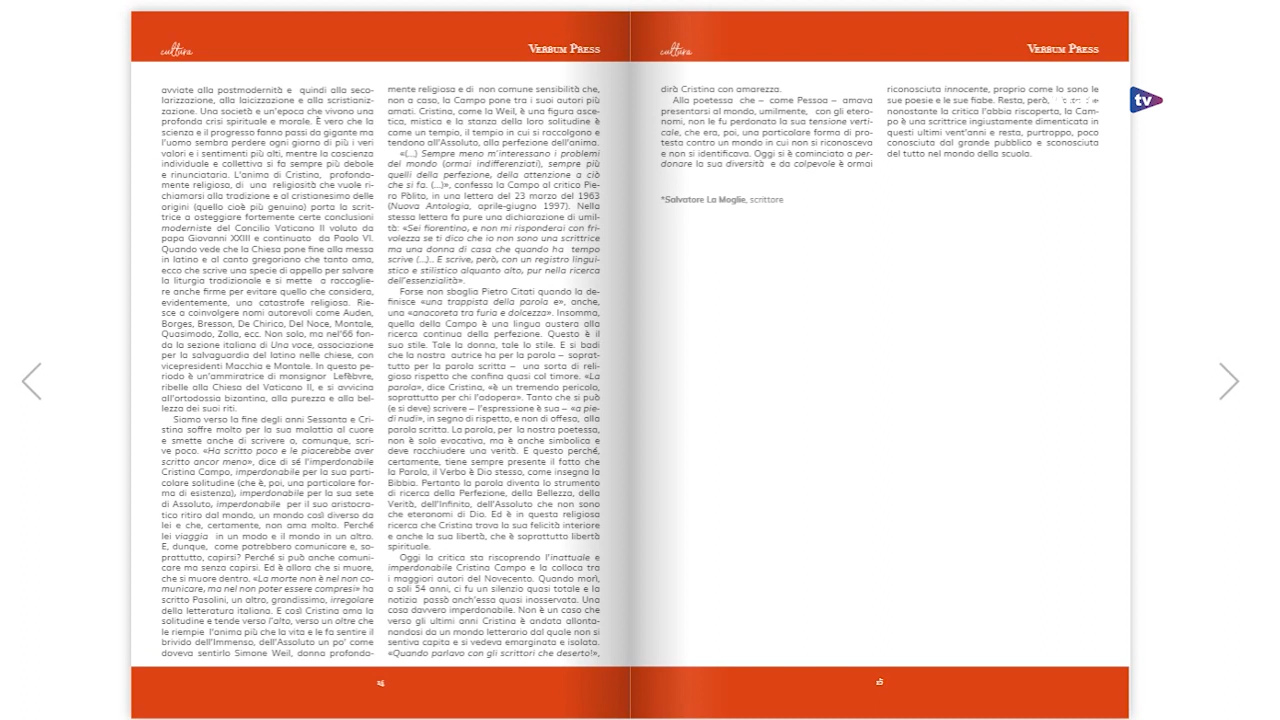 cultura
VERBUM PRESS
avviate alla postmodernità e quindi alla seco-
larizzazione, alla laicizzazione e alla scristianiz-
zazione. Una società e un'epoca che vivono una
profonda crisi spirituale e morale. È vero che la
scienza e il progresso fanno passi da gigante ma
l'uomo sembra perdere ogni giorno di più i veri
valori e i sentimenti più alti, mentre la coscienza
individuale e collettiva si fa sempre più debole
e rinunciataria. L'anima di Cristina, profonda-
mente religiosa, di una religiosità che vuole ri-
chiamarsi alla tradizione e al cristianesimo delle
origini (quello cioè più genuino) porta la scrit-
trice a osteggiare fortemente certe conclusioni
moderniste del Concilio Vaticano II voluto da
papa Giovanni XXIII e continuato da Paolo VI.
Quando vede che la Chiesa pone fine alla messa
in latino e al canto gregoriano che tanto ama,
ecco che scrive una specie di appello per salvare
la liturgia tradizionale e si mette a raccoglie-
re anche firme per evitare quello che considera,
evidentemente, una catastrofe religiosa. Rie-
sce a coinvolgere nomi autorevoli come Auden,
Borges, Bresson, De Chirico, Del Noce, Montale,
Quasimodo, Zolla, ecc. Non solo, ma nel'66 fon-
da la sezione italiana di Una voce, associazione
per la salvaguardia del latino nelle chiese, con
vicepresidenti Macchia e Montale. In questo pe-
riodo è un'ammiratrice di monsignor Lefèbvre,
ribelle alla Chiesa del Vaticano II, e si avvicina
all'ortodossia bizantina, alla purezza e alla bel-
lezza dei suoi riti.
Siamo verso la fine degli anni Sessanta e Cri-
stina soffre molto per la sua malattia al cuore
e smette anche di scrivere o, comunque, scri-
ve poco. «Ha scritto poco e le piacerebbe aver
scritto ancor meno», dice di sé l'imperdonabile
Cristina Campo, imperdonabile per la sua parti-
colare solitudine (che è, poi, una particolare for-
ma di esistenza), imperdonabile per la sua sete
di Assoluto, imperdonabile per il suo aristocra-
tico ritiro dal mondo, un mondo così diverso da
lei e che, certamente, non ama molto. Perché
lei viaggia in un modo e il mondo in un altro.
E, dunque, come potrebbero comunicare e, so-
prattutto, capirsi? Perché si può anche comuni-
care ma senza capirsi. Ed è allora che si muore,
che si muore dentro. «La morte non è nel non co-
municare, ma nel non poter essere compresi» ha
scritto Pasolini, un altro, grandissimo, irregolare
della letteratura italiana. E così Cristina ama la
solitudine e tende verso l'alto, verso un oltre che
le riempie l'anima più che la vita e le fa sentire il
brivido dell'Immenso, dell'Assoluto un po' come
doveva sentirlo Simone Weil, donna profonda-
mente religiosa e di non comune sensibilità che,
non a caso, la Campo pone tra i suoi autori più
amati. Cristina, come la Weil, è una figura asce-
tica, mistica e la stanza della loro solitudine è
come un tempio, il tempio in cui si raccolgono e
tendono all'Assoluto, alla perfezione dell'anima.
«(...) Sempre meno m'interessano i problemi
del mondo (ormai indifferenziati), sempre più
quelli della perfezione, della attenzione a ciò
che si fa. (...)», confessa la Campo al critico Pie-
ro Pòlito, in una lettera del 23 marzo del 1963
(Nuova Antologia, aprile-giugno 1997). Nella
stessa lettera fa pure una dichiarazione di umil-
tà: «Sei fiorentino, e non mi risponderai con fri-
volezza se ti dico che io non sono una scrittrice
ma una donna di casa che quando ha tempo
scrive (...).. E scrive, però, con un registro lingui-
stico e stilistico alquanto alto, pur nella ricerca
dell'essenzialità».
Forse non sbaglia Pietro Citati quando la de-
finisce «una trappista della parola e», anche,
una «anacoreta tra furia e dolcezza». Insomma,
quella della Campo è una lingua austera alla
ricerca continua della perfezione. Questo è il
suo stile. Tale la donna, tale lo stile. E si badi
che la nostra autrice ha per la parola – soprat-
tutto per la parola scritta – una sorta di reli-
gioso rispetto che confina quasi col timore. «La
parola», dice Cristina, «è un tremendo pericolo,
soprattutto per chi l'adopera». Tanto che si può
(e si deve) scrivere – l'espressione è sua – «a pie-
di nudi», in segno di rispetto, e non di offesa, alla
parola scritta. La parola, per la nostra poetessa,
non è solo evocativa, ma è anche simbolica e
deve racchiudere una verità. E questo perché,
certamente, tiene sempre presente il fatto che
la Parola, il Verbo è Dio stesso, come insegna la
Bibbia. Pertanto la parola diventa lo strumento
di ricerca della Perfezione, della Bellezza, della
Verità, dell'Infinito, dell'Assoluto che non sono
che eteronomi di Dio. Ed è in questa religiosa
ricerca che Cristina trova la sua felicità interiore
e anche la sua libertà, che è soprattutto libertà
spirituale.
Oggi la critica sta riscoprendo l'inattuale e
imperdonabile Cristina Campo e la colloca tra
i maggiori autori del Novecento. Quando morì,
a soli 54 anni, ci fu un silenzio quasi totale e la
notizia passò anch'essa quasi inosservata. Una
cosa davvero imperdonabile. Non è un caso che
verso gli ultimi anni Cristina è andata allonta-
nandosi da un mondo letterario dal quale non si
sentiva capita e si vedeva emarginata e isolata.
«Quando parlavo con gli scrittori che deserto!»,
24
cultura
VERBUM PRESS
dirà Cristina con amarezza.
Alla poetessa che – come Pessoa – amava
presentarsi al mondo, umilmente, con gli etero-
nomi, non le fu perdonata la sua tensione verti-
cale, che era, poi, una particolare forma di pro-
testa contro un mondo in cui non si riconosceva
e non si identificava. Oggi si è cominciato a per-
donare la sua diversità e da colpevole è ormai
riconosciuta innocente, proprio come lo sono le
sue poesie e le sue fiabe. Resta, però,
nonostante la critica l'abbia riscoperta, la Cam-
po è una scrittrice ingiustamente dimenticata in
questi ultimi vent'anni e resta, purtroppo, poco
conosciuta dal grande pubblico e sconosciuta
del tutto nel mondo della scuola.
*Salvatore La Moglie, scrittore
25
tv